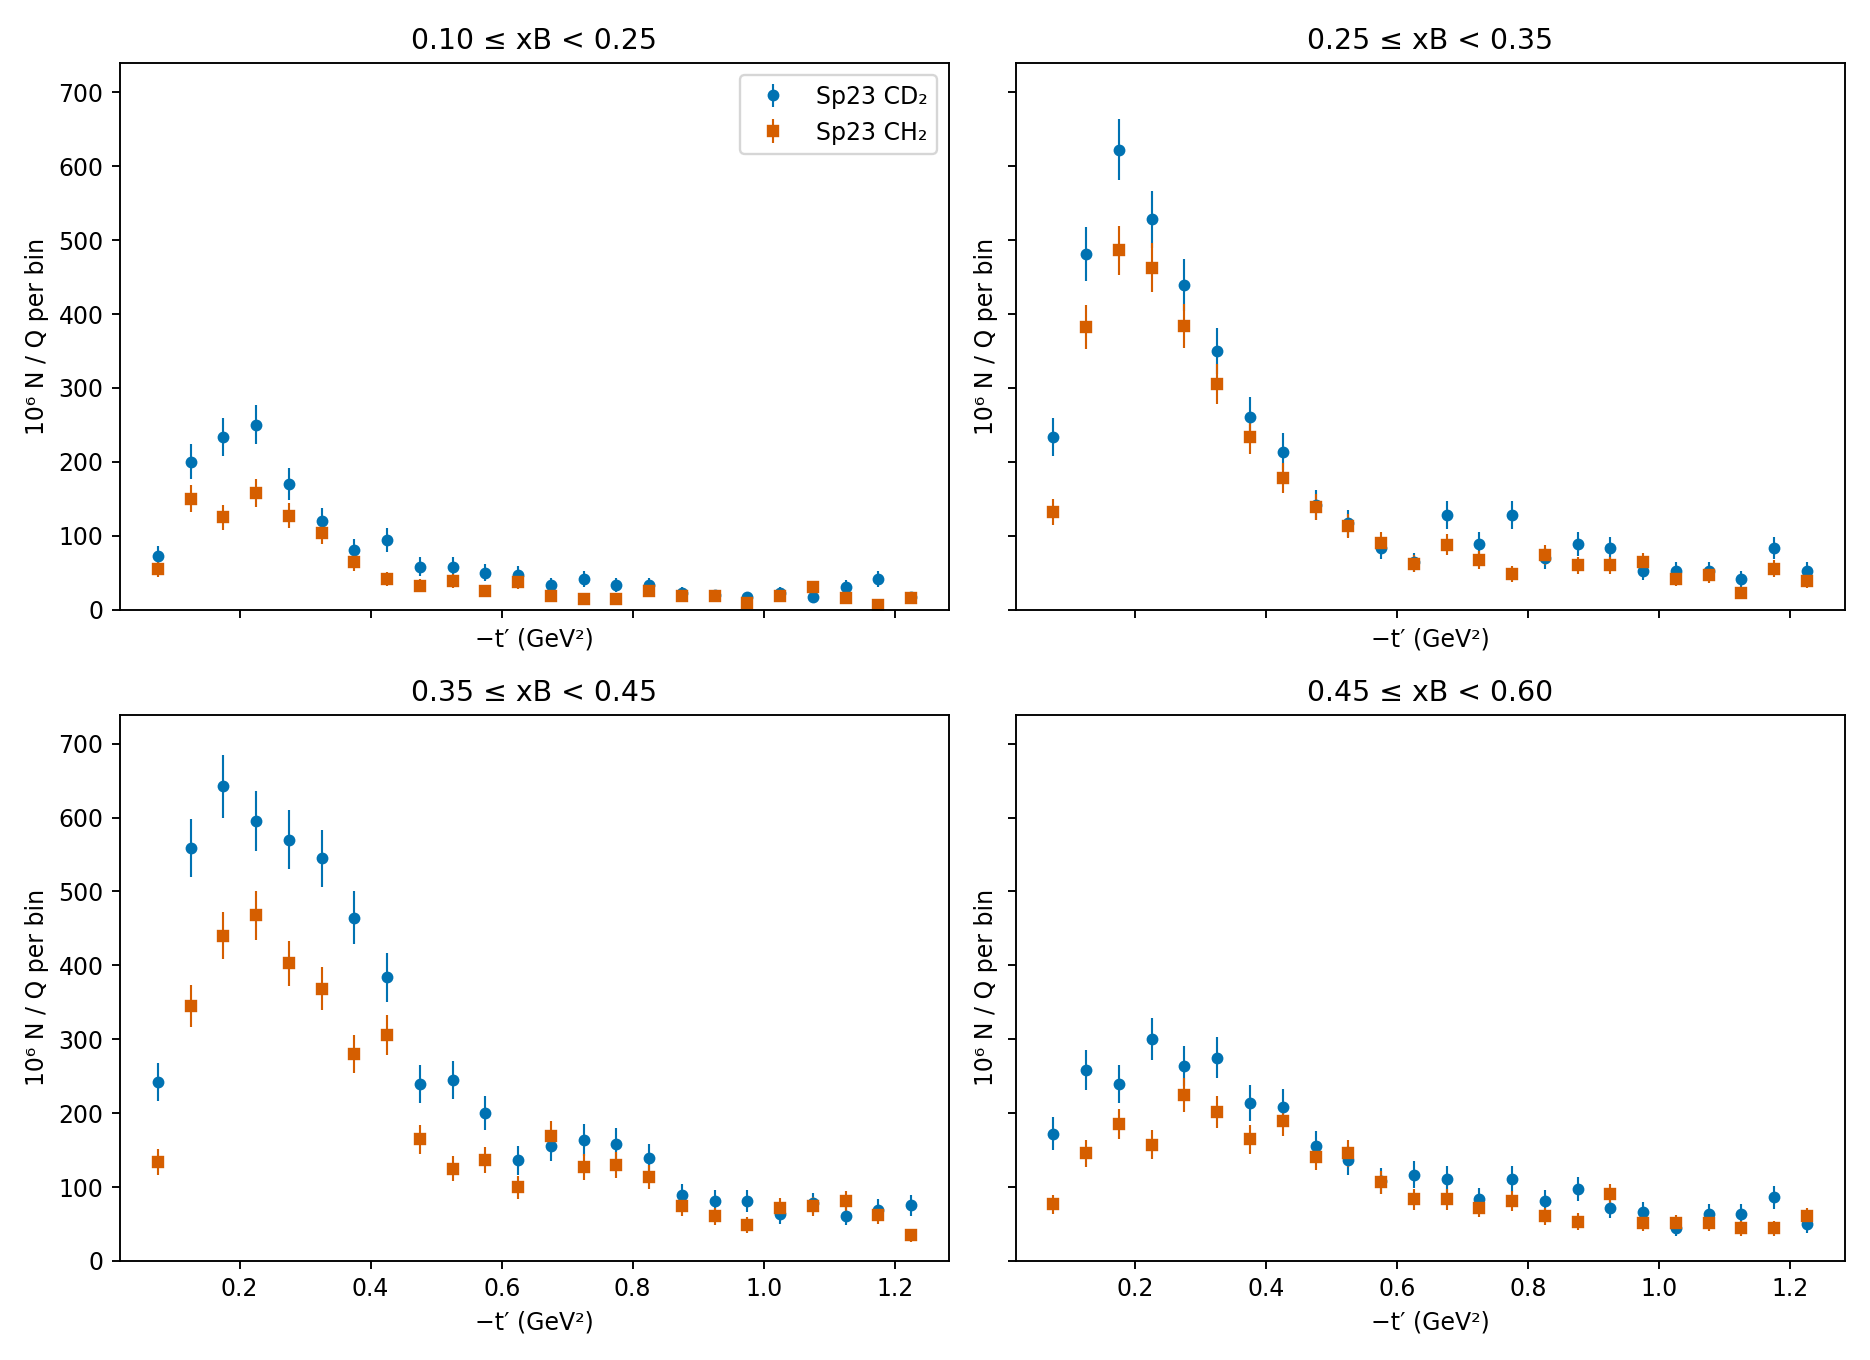 0.10 ≤ xB < 0.25
700
600
500
400
300
200
100
0
10⁶ N / Q per bin
Sp23 CD₂
Sp23 CH₂
−t′ (GeV²)
0.25 ≤ xB < 0.35
10⁶ N / Q per bin
−t′ (GeV²)
0.35 ≤ xB < 0.45
700
600
500
400
300
200
100
0
10⁶ N / Q per bin
0.2 0.4 0.6 0.8 1.0 1.2
−t′ (GeV²)
0.45 ≤ xB < 0.60
10⁶ N / Q per bin
0.2 0.4 0.6 0.8 1.0 1.2
−t′ (GeV²)